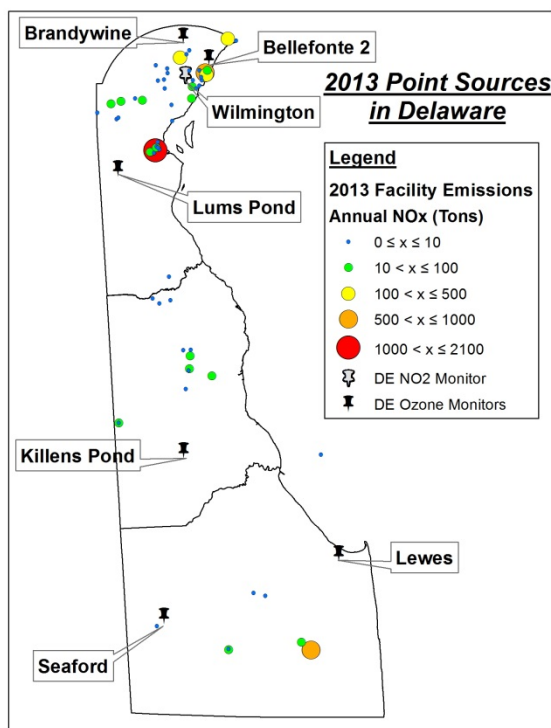 Brandywine
Bellefonte 2
2013 Point Sources
in Delaware
Wilmington
Legend
2013 Facility Emissions
Annual NOx (Tons)
0 ≤ x ≤ 10
10 < x ≤ 100
100 < x ≤ 500
500 < x ≤ 1000
1000 < x ≤ 2100
DE NO2 Monitor
DE Ozone Monitors
Lums Pond
Killens Pond
Lewes
Seaford